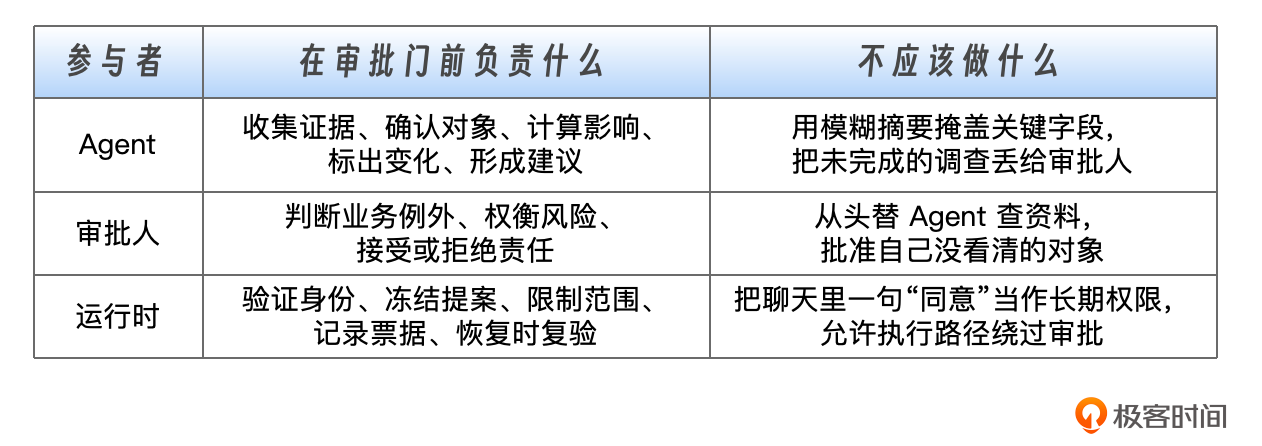 参与者 在审批门前负责什么 不应该做什么
Agent
收集证据、确认对象、计算影响、
标出变化、形成建议
用模糊摘要掩盖关键字段，
把未完成的调查丢给审批人
审批人
判断业务例外、权衡风险、
接受或拒绝责任
从头替 Agent 查资料，
批准自己没看清的对象
运行时
验证身份、冻结提案、限制范围、
记录票据、恢复时复验
把聊天里一句“同意”当作长期权限，
允许执行路径绕过审批
极客时间